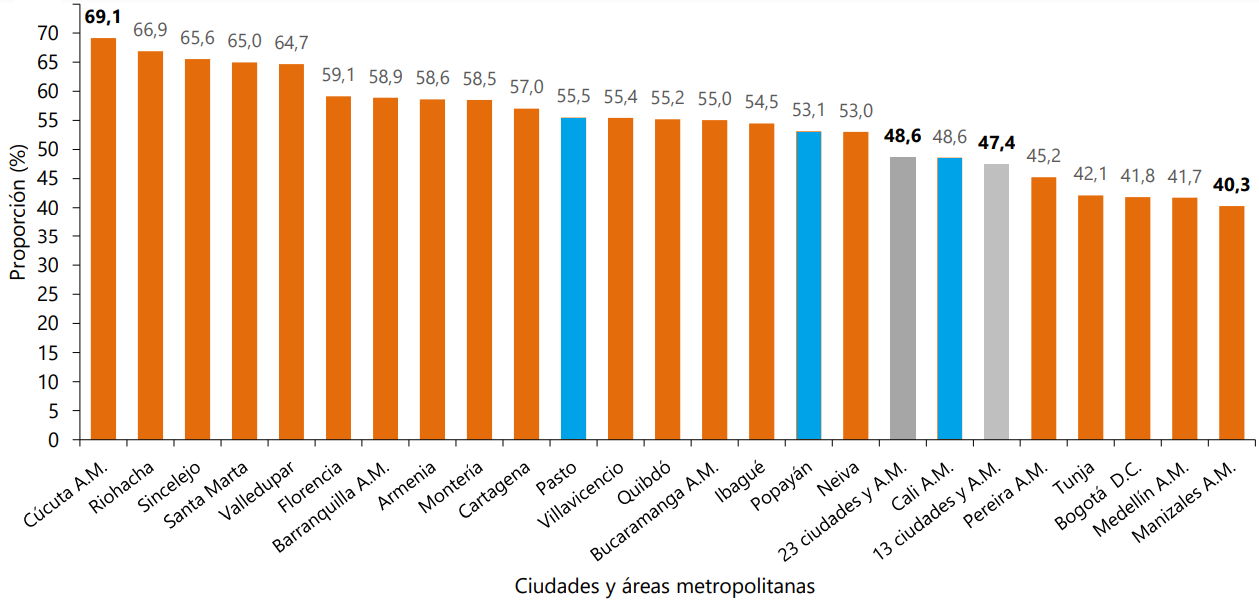 Proporción (%)
70
65
60
55
50
45
40
35
30
25
20
15
10
5
0
69,1
66,9
65,6
65,0
64,7
59,1
58,9
58,6
58,5
57,0
55,5
55,4
55,2
55,0
54,5
53,1
53,0
48,6
48,6
47,4
45,2
42,1
41,8
41,7
40,3
Cúcuta A.M.
Riohacha
Sincelejo
Santa Marta
Valledupar
Florencia
Barranquilla A.M.
Armenia
Montería
Cartagena
Pasto
Villavicencio
Quibdó
Bucaramanga A.M.
Ibagué
Popayán
Neiva
23 ciudades y A.M.
Cali A.M.
13 ciudades y A.M.
Pereira A.M.
Tunja
Bogotá D.C.
Medellín A.M.
Manizales A.M.
Ciudades y áreas metropolitanas